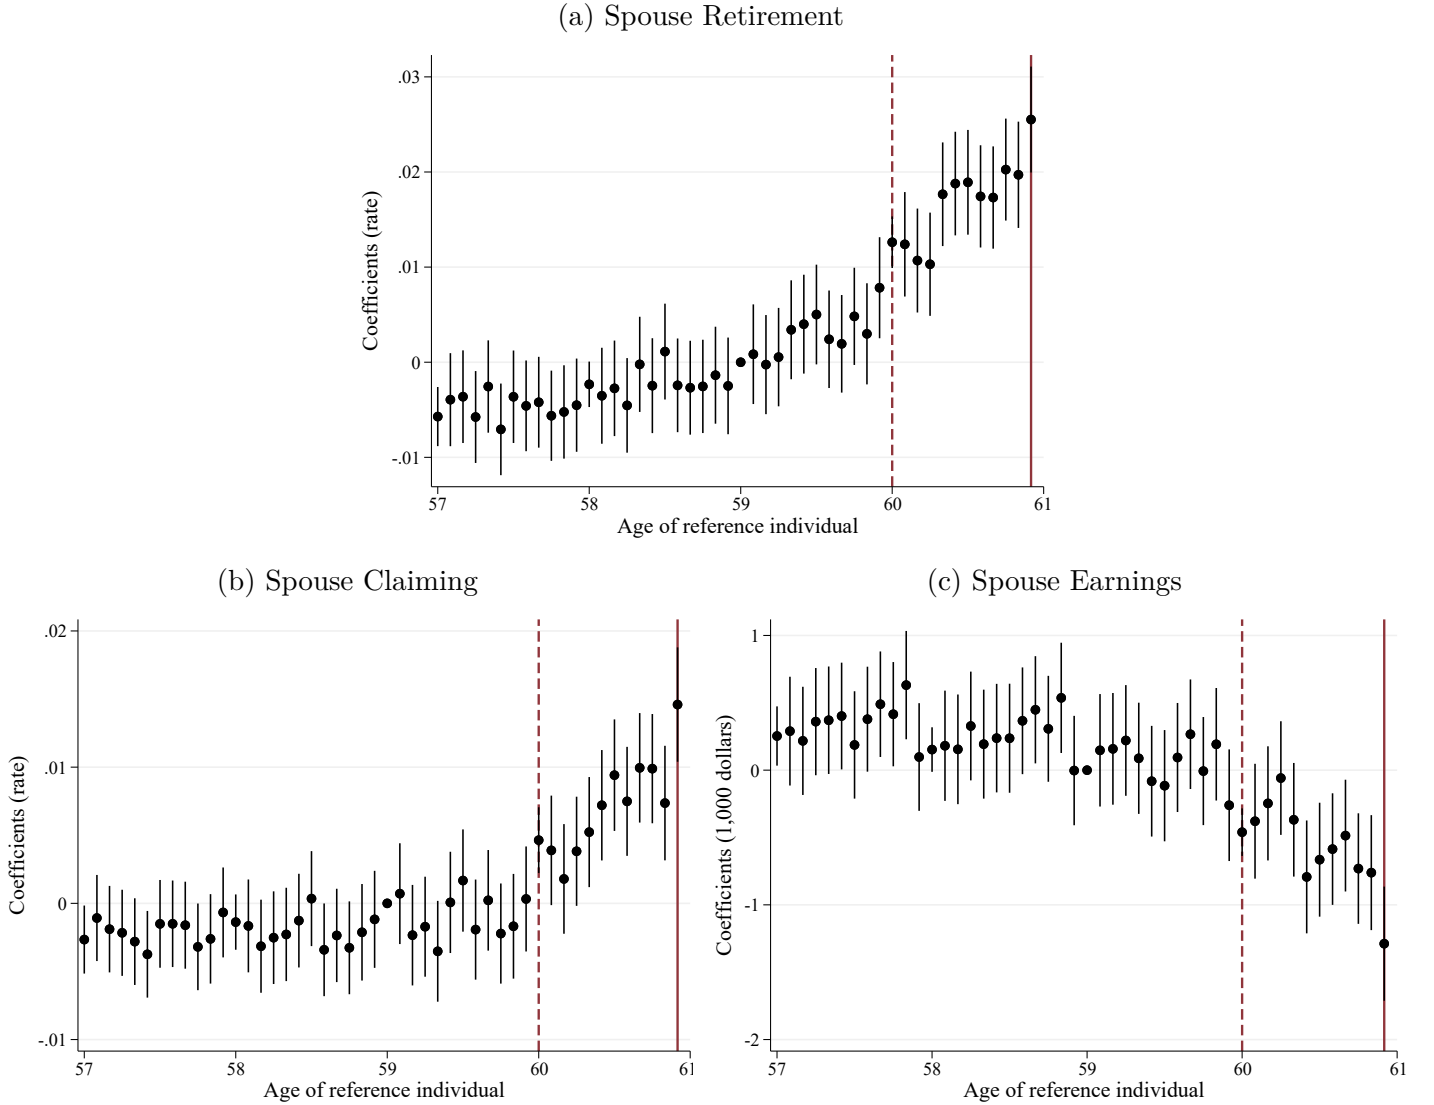 (a) Spouse Retirement
.03
.02
.01
0
-.01
Coefficients (rate)
57 58 59 60 61
Age of reference individual
(b) Spouse Claiming
.02
.01
0
-.01
Coefficients (rate)
57 58 59 60 61
Age of reference individual
(c) Spouse Earnings
1
0
-1
-2
Coefficients (1,000 dollars)
57 58 59 60 61
Age of reference individual